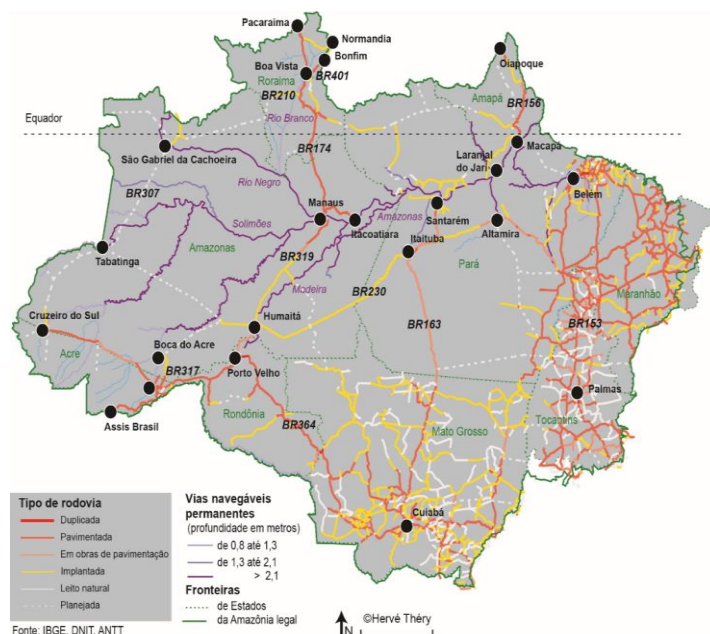 Pacaraima
Normandia
Bonfim
Oiapoque
Boa Vista
Roraima
BR401
BR210
Amapá
BR156
Equador
Rio Branco
Macapá
São Gabriel da Cachoeira
BR174
Laranjal
do Jari
Belém
Rio Negro
BR307
Manaus
Amazonas
Santarém
Solimões
Itacoatiara
Itaituba
Altamira
Tabatinga
Amazonas
BR319
Pará
Maranhão
Modeira
BR230
Cruzeiro do Sul
Humaitá
BR163
BR153
Boca do Acre
Acre
BR317
Porto Velho
Palmas
Assis Brasil
Rondônia
BR364
Mato Grosso
Tocantins
Cuiabá
Tipo de rodovia
Duplicada
Pavimentada
Em obras de pavimentação
Implantada
Leito natural
Planejada
Vias navegáveis
permanentes
(profundidade em metros)
de 0,8 até 1,3
de 1,3 até 2,1
> 2,1
Fronteiras
de Estados
da Amazônia legal
©Hervé Théry
N
Fonte: IBGE, DNIT, ANTT